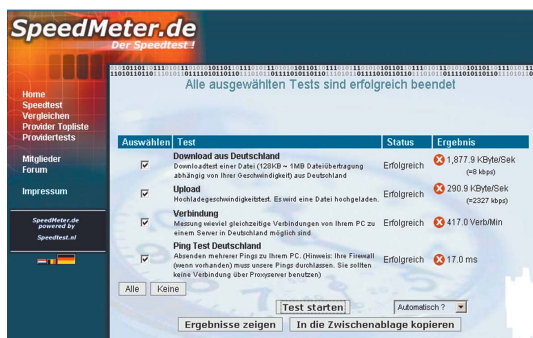 SpeedMeter.de
Der Speedtest!
Alle ausgewählten Tests sind erfolgreich beendet
Home
Speedtest
Vergleichen
Provider Topliste
Providertests
Mitglieder
Forum
Impressum
SpeedMeter.de
powered by
Speedtest.nl
Auswählen Test Status Ergebnis
Download aus Deutschland
Downloadtest einer Datei (128KB ~ 1MB Dateiübertragung
abhängig von Ihrer Geschwindigkeit) aus Deutschland
Erfolgreich
1,877.9 KByte/Sek
(=8 kbps)
Upload
Hochladegeschwindigkeitstest. Es wird eine Datei hochgeladen.
Erfolgreich
290.9 KByte/Sek
(=2327 kbps)
Verbindung
Messung wieviel gleichzeitige Verbindungen von Ihrem PC zu
einem Server in Deutschland möglich sind
Erfolgreich
417.0 Verb/Min
Ping Test Deutschland
Absenden mehrerer Pings zu Ihrem PC. (Hinweis: Ihre Firewall
(wenn vorhanden) muss unsere Pings durchlassen. Sie sollten
keine Verbindung über Proxyserver benutzen)
Erfolgreich
17.0 ms
Alle Keine
Test starten Automatisch ?
Ergebnisse zeigen In die Zwischenablage kopieren